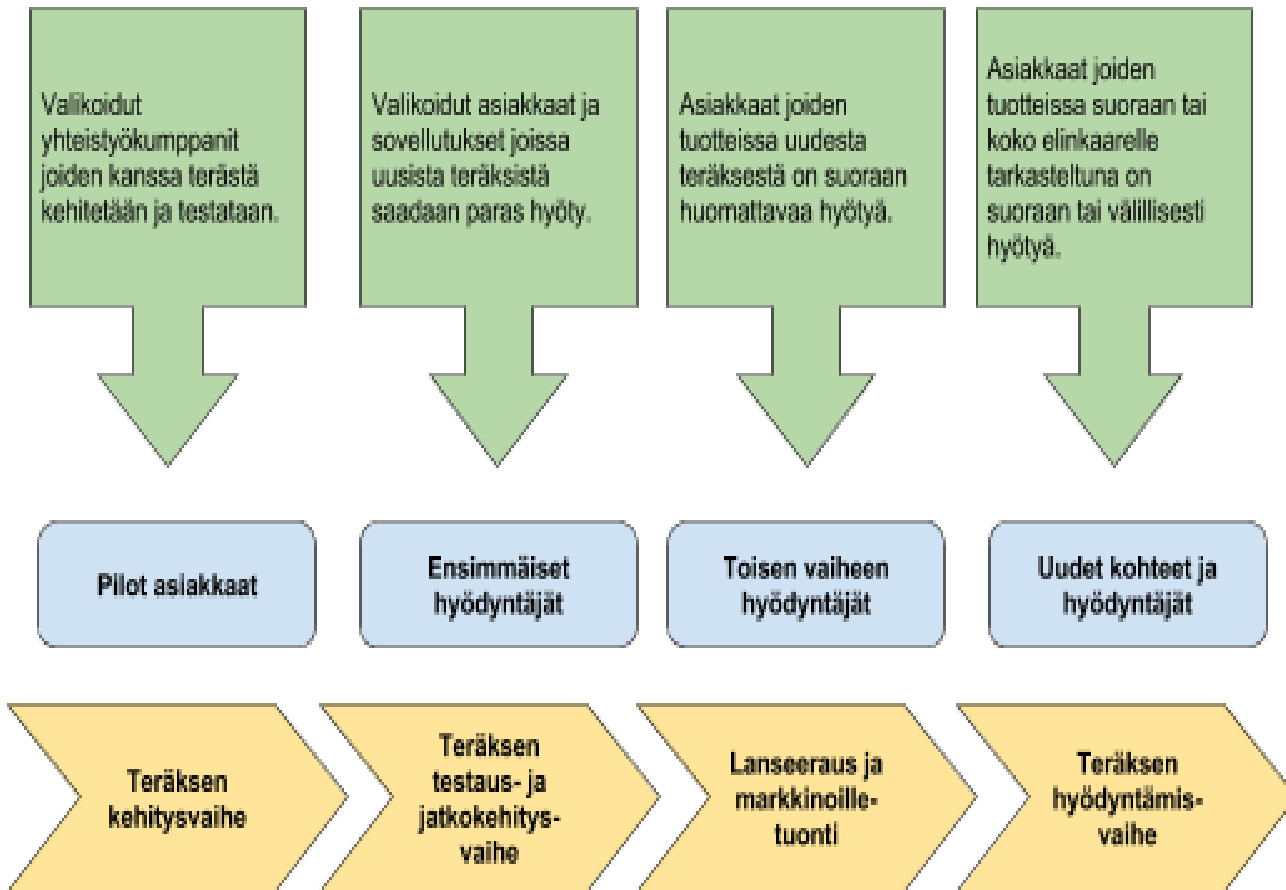 Valikoidut
yhteistyökumppanit
joiden kanssa terästä
kehitetään ja testataan.
Valikoidut asiakkaat ja
sovellutukset joissa
uusista teräksistä
saadaan paras hyöty.
Asiakkaat joiden
tuotteissa uudesta
teräksestä on suoraan
huomattavaa hyötyä.
Asiakkaat joiden
tuotteissa suoraan tai
koko elinkaarelle
tarkasteltuna on
suoraan tai välillisesti
hyötyä.
Pilot asiakkaat
Ensimmäiset
hyödyntäjät
Toisen vaiheen
hyödyntäjät
Uudet kohteet ja
hyödyntäjät
Teräksen
kehitysvaihe
Teräksen
testaus- ja
jatkokehitys-
vaihe
Lanseeraus ja
markkinoille-
tuonti
Teräksen
hyödyntämis-
vaihe